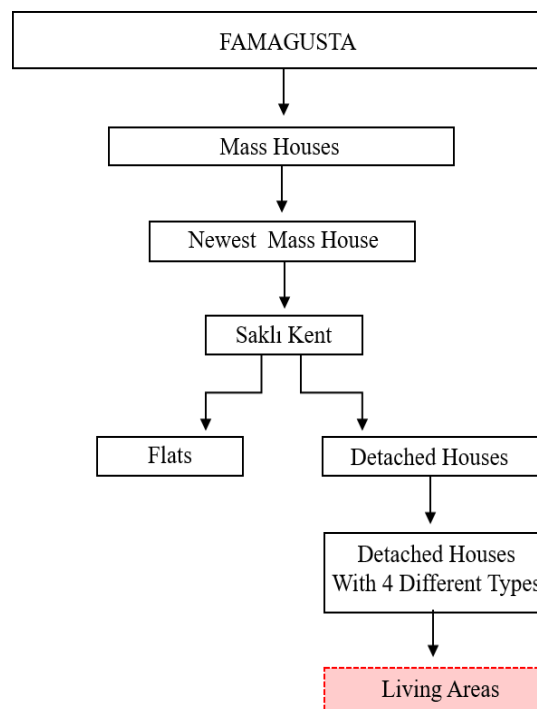 FAMAGUSTA
Mass Houses
Newest Mass House
Saklı Kent
Flats
Detached Houses
Detached Houses
With 4 Different Types
Living Areas